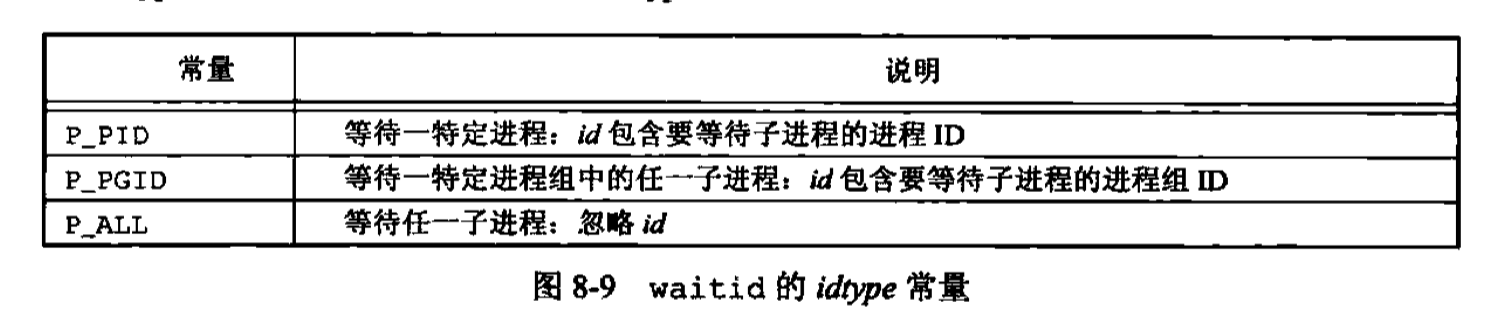 常量 说明
P_PID 等待一特定进程：id 包含要等待子进程的进程 ID
P_PGID 等待一特定进程组中的任一子进程：id 包含要等待子进程的进程组 ID
P_ALL 等待任一子进程：忽略 id
图 8-9 waitid 的 idtype 常量